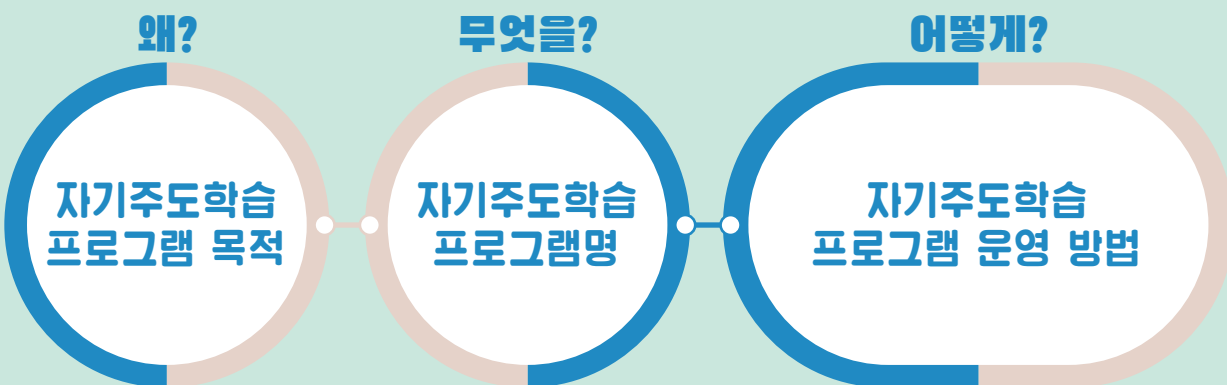 왜?
무엇을?
어떻게?
자기주도학습
프로그램 목적
자기주도학습
프로그램명
자기주도학습
프로그램 운영 방법